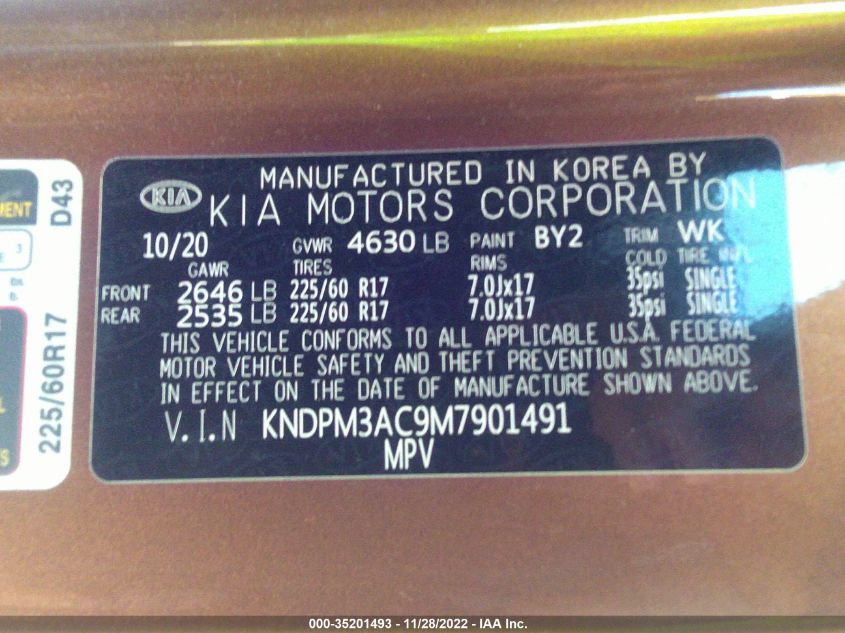 MANUFACTURED IN KOREA BY
KIA KIA MOTORS CORPORATION
10/20 GVWR 4630 LB PAINT BY2 TRIM WK
GAWR TIRES RIMS COLD TIRE INFL
FRONT 2646 LB 225/60 R17 7.0Jx17 35psi SINGLE
REAR 2535 LB 225/60 R17 7.0Jx17 35psi SINGLE
THIS VEHICLE CONFORMS TO ALL APPLICABLE U.S.A. FEDERAL
MOTOR VEHICLE SAFETY AND THEFT PREVENTION STANDARDS
IN EFFECT ON THE DATE OF MANUFACTURE SHOWN ABOVE.
V.I.N KNDPM3AC9M7901491
MPV
D43
225/60R17
3
000-35201493 - 11/28/2022 - IAA Inc.